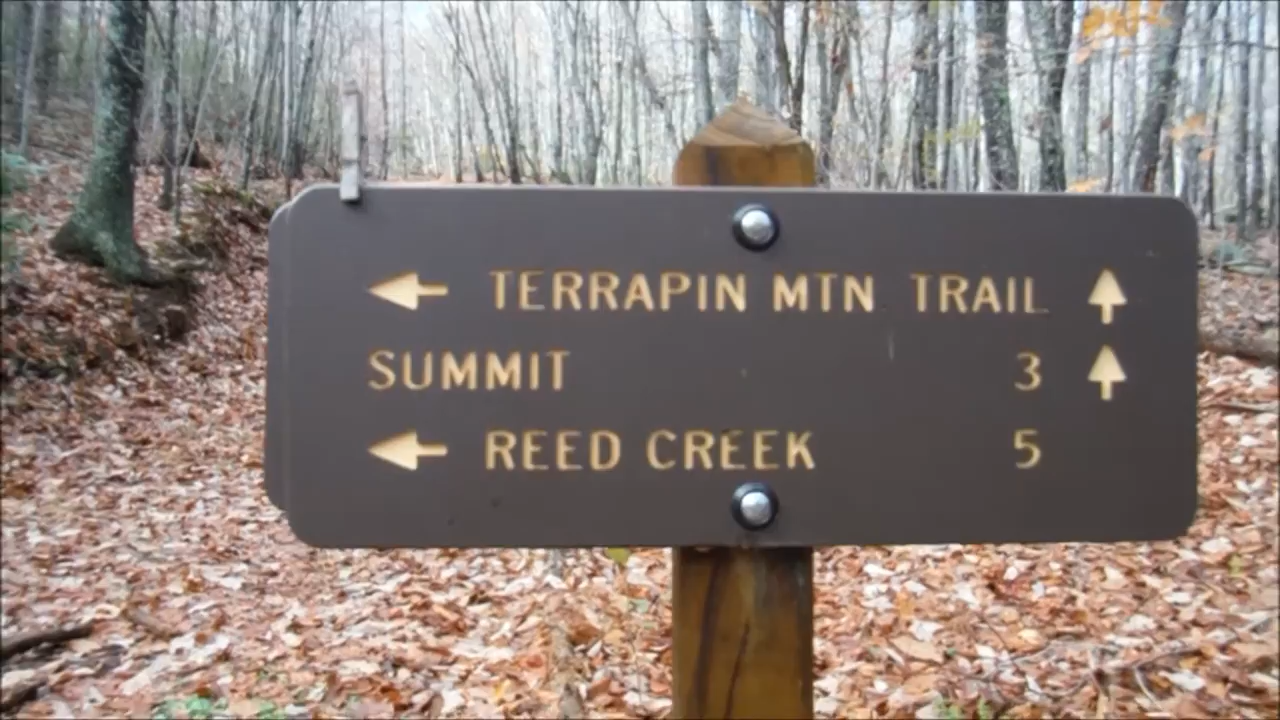 ← TERRAPIN MTN TRAIL ↑
SUMMIT 3 ↑
← REED CREEK 5